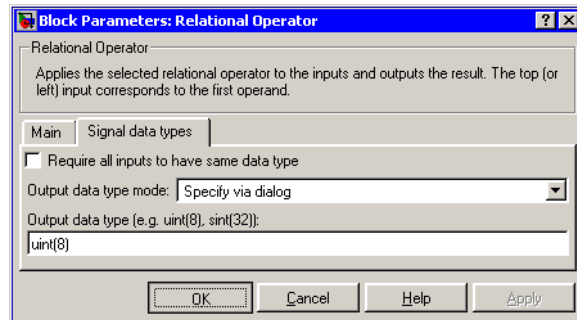 Block Parameters: Relational Operator
Relational Operator
Applies the selected relational operator to the inputs and outputs the result. The top (or
left) input corresponds to the first operand.
Main Signal data types
Require all inputs to have same data type
Output data type mode: Specify via dialog
Output data type (e.g. uint(8), sint(32)):
uint(8)
OK Cancel Help Apply